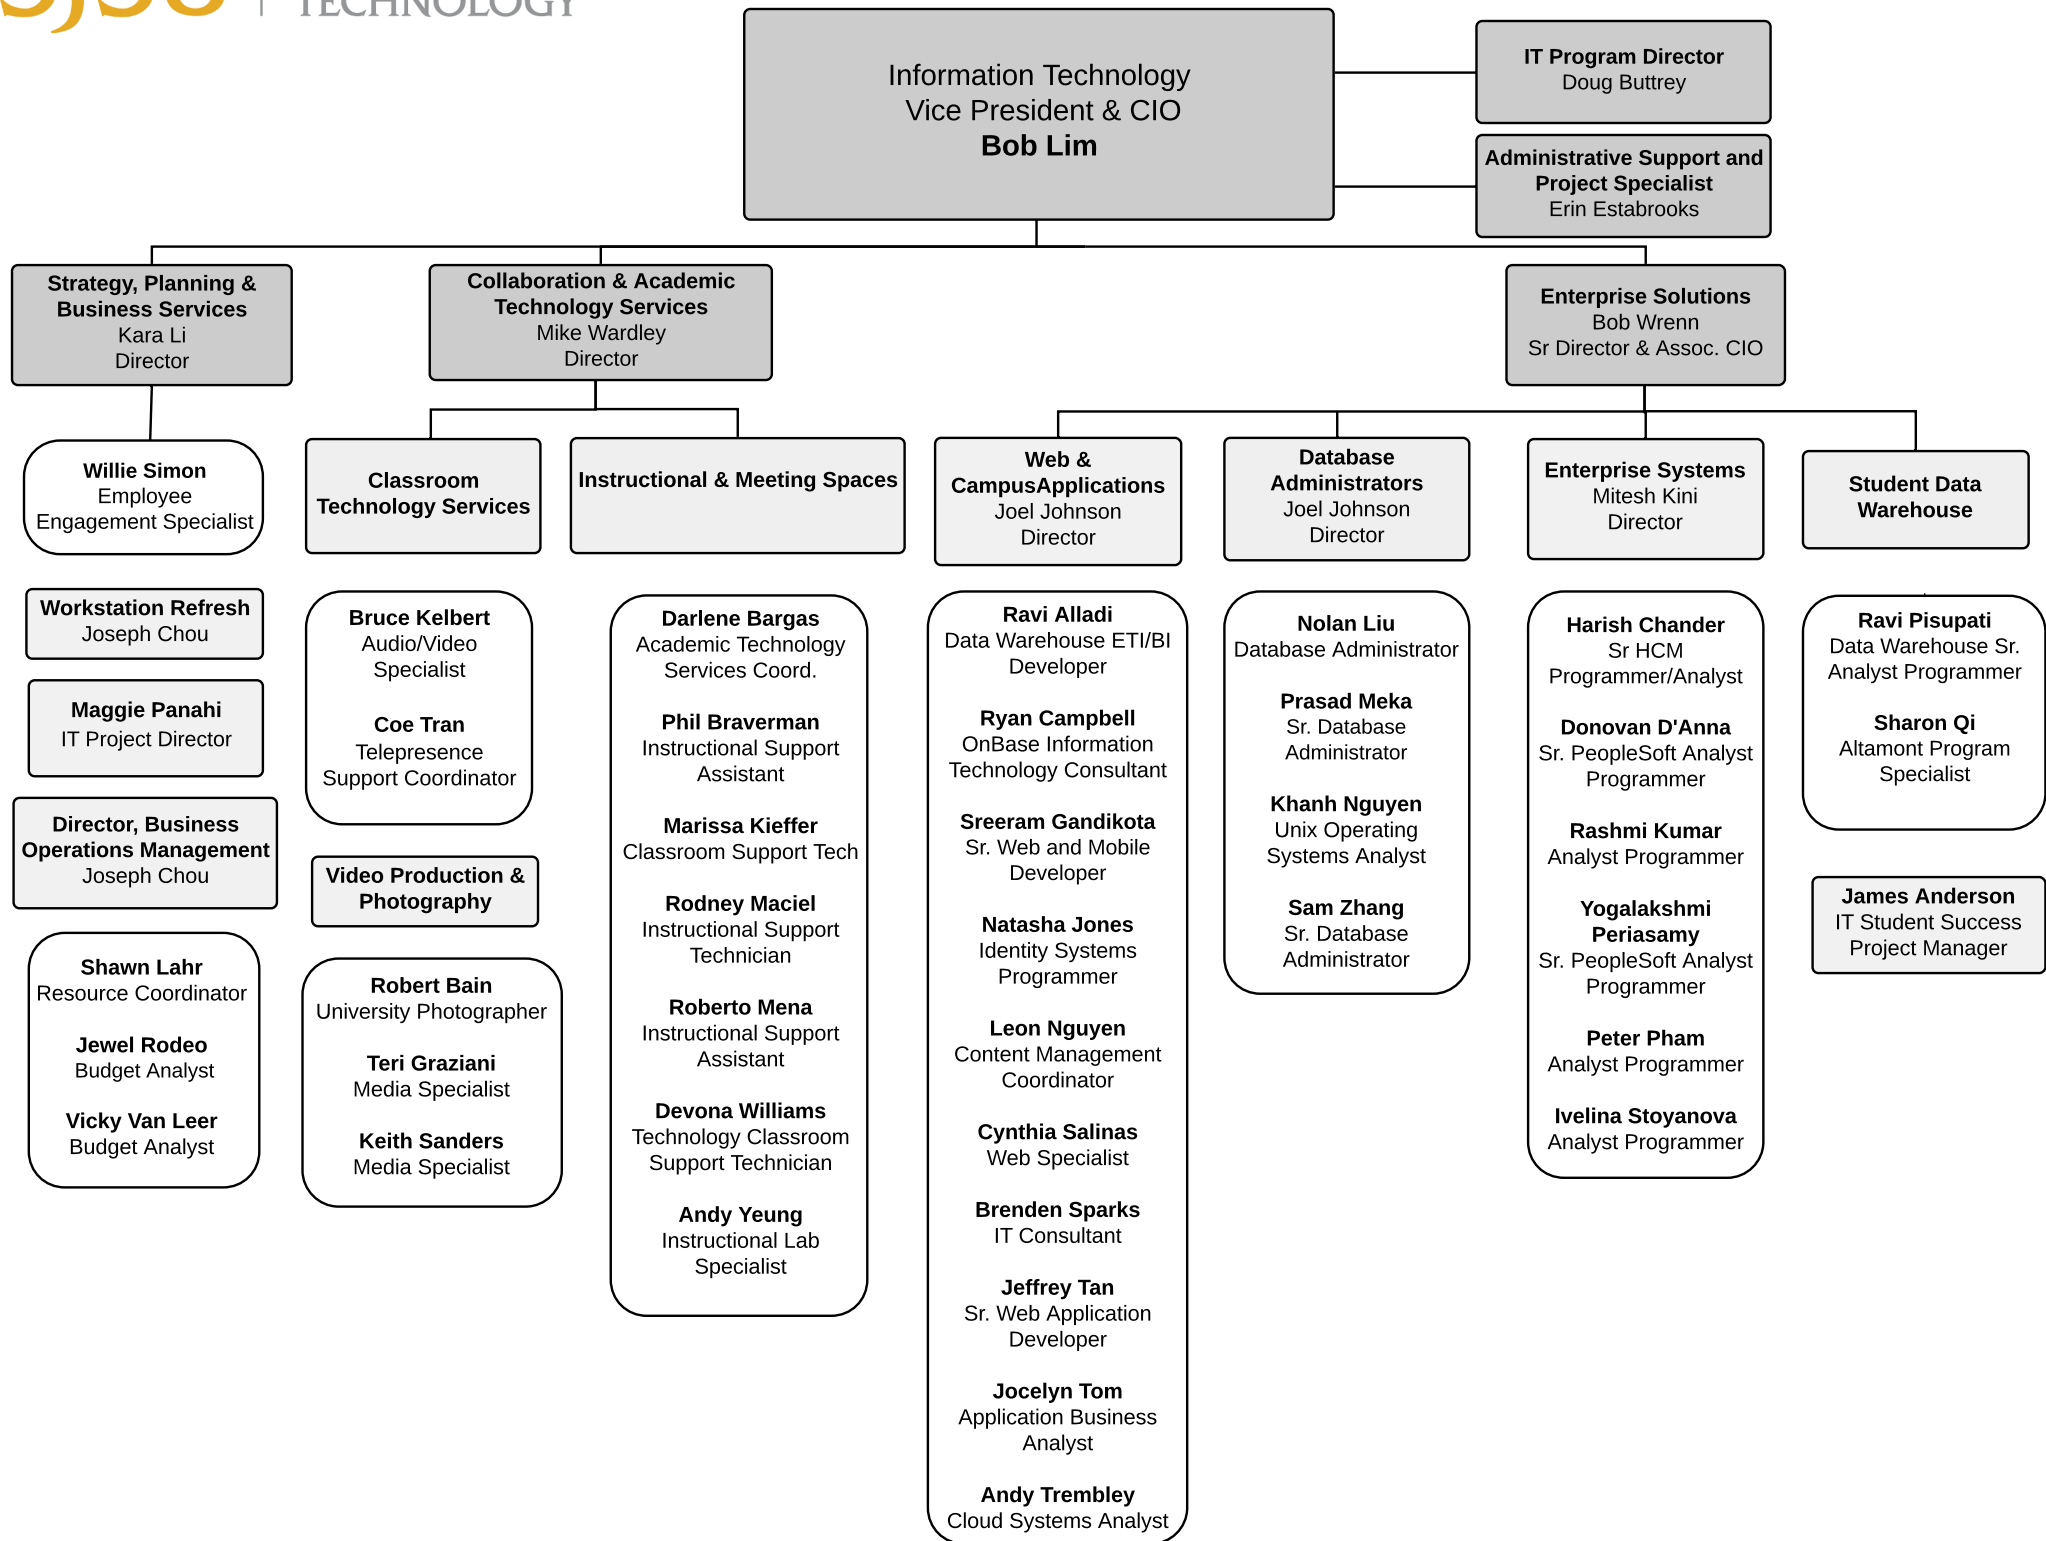 SJSU
TECHNOLOGY
Information Technology
Vice President & CIO
Bob Lim
IT Program Director
Doug Buttrey
Administrative Support and
Project Specialist
Erin Estabrooks
Strategy, Planning &
Business Services
Kara Li
Director
Collaboration & Academic
Technology Services
Mike Wardley
Director
Enterprise Solutions
Bob Wrenn
Sr Director & Assoc. CIO
Willie Simon
Employee
Engagement Specialist
Workstation Refresh
Joseph Chou
Maggie Panahi
IT Project Director
Director, Business
Operations Management
Joseph Chou
Shawn Lahr
Resource Coordinator
Jewel Rodeo
Budget Analyst
Vicky Van Leer
Budget Analyst
Classroom
Technology Services
Bruce Kelbert
Audio/Video
Specialist
Coe Tran
Telepresence
Support Coordinator
Video Production &
Photography
Robert Bain
University Photographer
Teri Graziani
Media Specialist
Keith Sanders
Media Specialist
Instructional & Meeting Spaces
Darlene Bargas
Academic Technology
Services Coord.
Phil Braverman
Instructional Support
Assistant
Marissa Kieffer
Classroom Support Tech
Rodney Maciel
Instructional Support
Technician
Roberto Mena
Instructional Support
Assistant
Devona Williams
Technology Classroom
Support Technician
Andy Yeung
Instructional Lab
Specialist
Web &
CampusApplications
Joel Johnson
Director
Ravi Alladi
Data Warehouse ETI/BI
Developer
Ryan Campbell
OnBase Information
Technology Consultant
Sreeram Gandikota
Sr. Web and Mobile
Developer
Natasha Jones
Identity Systems
Programmer
Leon Nguyen
Content Management
Coordinator
Cynthia Salinas
Web Specialist
Brenden Sparks
IT Consultant
Jeffrey Tan
Sr. Web Application
Developer
Jocelyn Tom
Application Business
Analyst
Andy Trembley
Cloud Systems Analyst
Database
Administrators
Joel Johnson
Director
Nolan Liu
Database Administrator
Prasad Meka
Sr. Database
Administrator
Khanh Nguyen
Unix Operating
Systems Analyst
Sam Zhang
Sr. Database
Administrator
Enterprise Systems
Mitesh Kini
Director
Harish Chander
Sr HCM
Programmer/Analyst
Donovan D'Anna
Sr. PeopleSoft Analyst
Programmer
Rashmi Kumar
Analyst Programmer
Yogalakshmi
Periasamy
Sr. PeopleSoft Analyst
Programmer
Peter Pham
Analyst Programmer
Ivelina Stoyanova
Analyst Programmer
Student Data
Warehouse
Ravi Pisupati
Data Warehouse Sr.
Analyst Programmer
Sharon Qi
Altamont Program
Specialist
James Anderson
IT Student Success
Project Manager